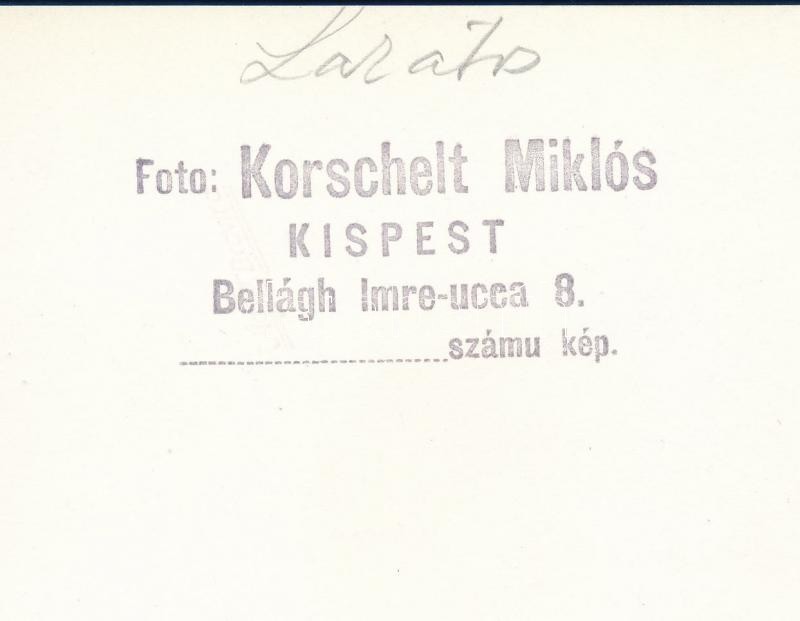 Foto: Korschelt Miklós
KISPEST
Bellágh Imre-ucca 8.
számu kép.